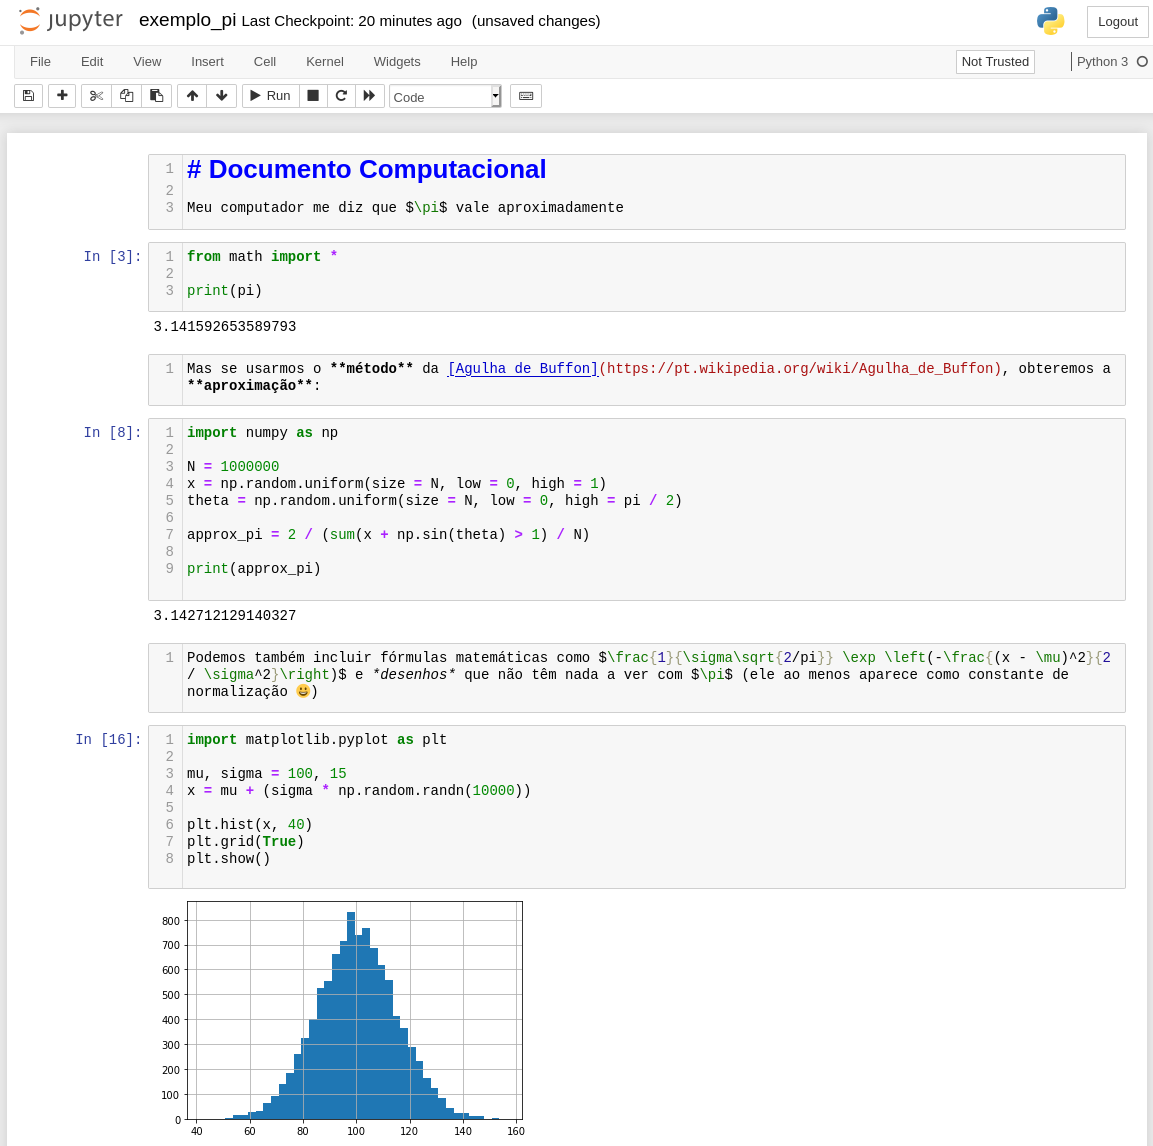 jupyter exemplo_pi Last Checkpoint: 20 minutes ago (unsaved changes)
Logout
File Edit View Insert Cell Kernel Widgets Help Not Trusted Python 3
Run Code
1 # Documento Computacional
2
3 Meu computador me diz que $\pi$ vale aproximadamente
In [3]: 1 from math import *
2
3 print(pi)
3.141592653589793
1 Mas se usarmos o **método** da [Agulha de Buffon](https://pt.wikipedia.org/wiki/Agulha_de_Buffon), obteremos a
**aproximação**:
In [8]: 1 import numpy as np
2
3 N = 1000000
4 x = np.random.uniform(size = N, low = 0, high = 1)
5 theta = np.random.uniform(size = N, low = 0, high = pi / 2)
6
7 approx_pi = 2 / (sum(x + np.sin(theta) > 1) / N)
8
9 print(approx_pi)
3.142712129140327
1 Podemos também incluir fórmulas matemáticas como $\frac{1}{\sigma\sqrt{2/pi}} \exp \left(-\frac{(x - \mu)^2}{2
/ \sigma^2}\right)$ e *desenhos* que não têm nada a ver com $\pi$ (ele ao menos aparece como constante de
normalização 😃)
In [16]: 1 import matplotlib.pyplot as plt
2
3 mu, sigma = 100, 15
4 x = mu + (sigma * np.random.randn(10000))
5
6 plt.hist(x, 40)
7 plt.grid(True)
8 plt.show()
800
700
600
500
400
300
200
100
0
40 60 80 100 120 140 160